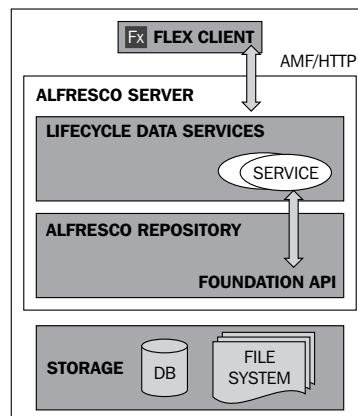 Fx FLEX CLIENT
AMF/HTTP
ALFRESCO SERVER
LIFECYCLE DATA SERVICES
SERVICE
ALFRESCO REPOSITORY
FOUNDATION API
STORAGE
DB
FILE
SYSTEM